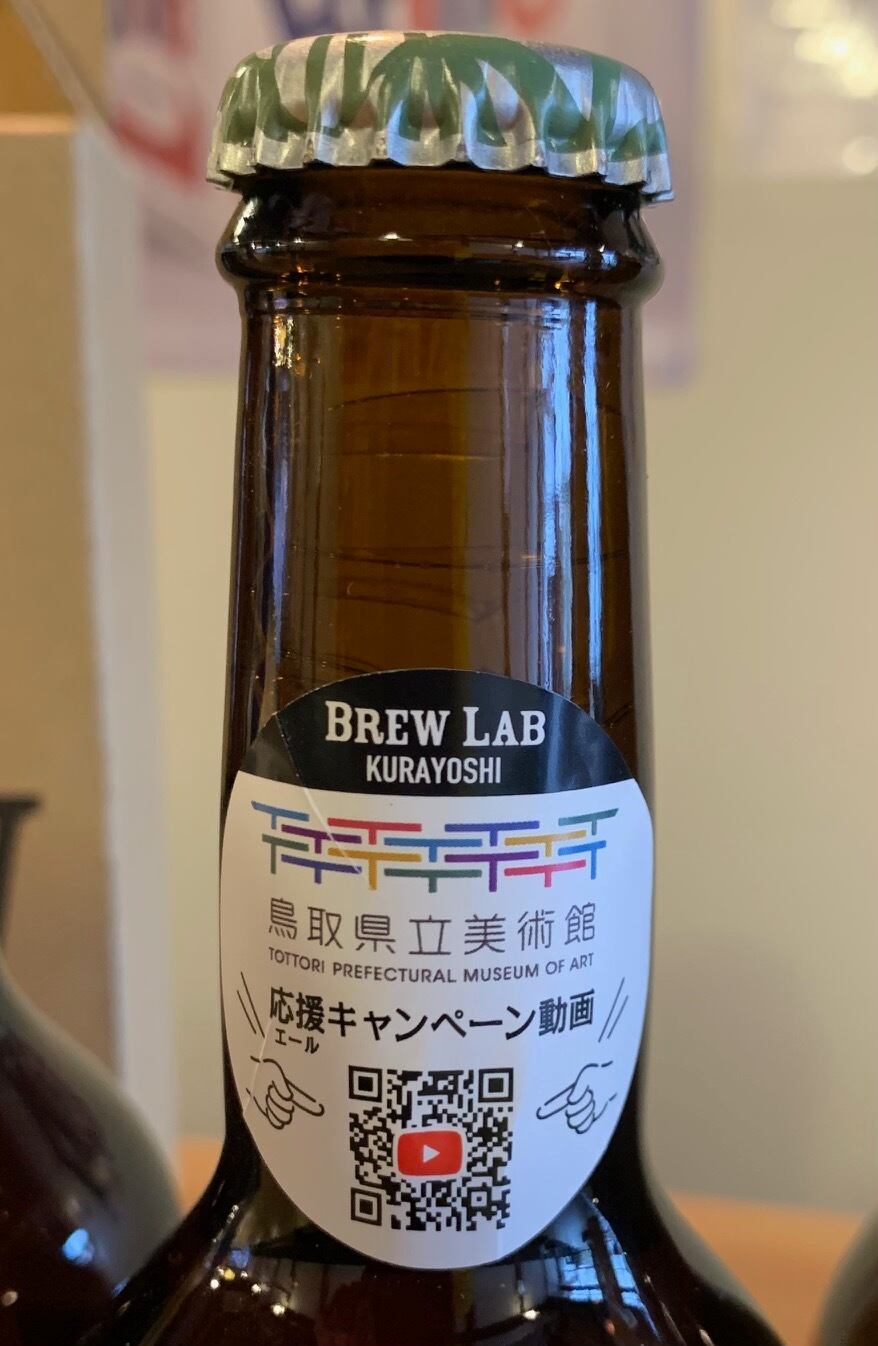 BREW LAB
KURAYOSHI
鳥取県立美術館
TOTTORI PREFECTURAL MUSEUM OF ART
応援キャンペーン動画
エール